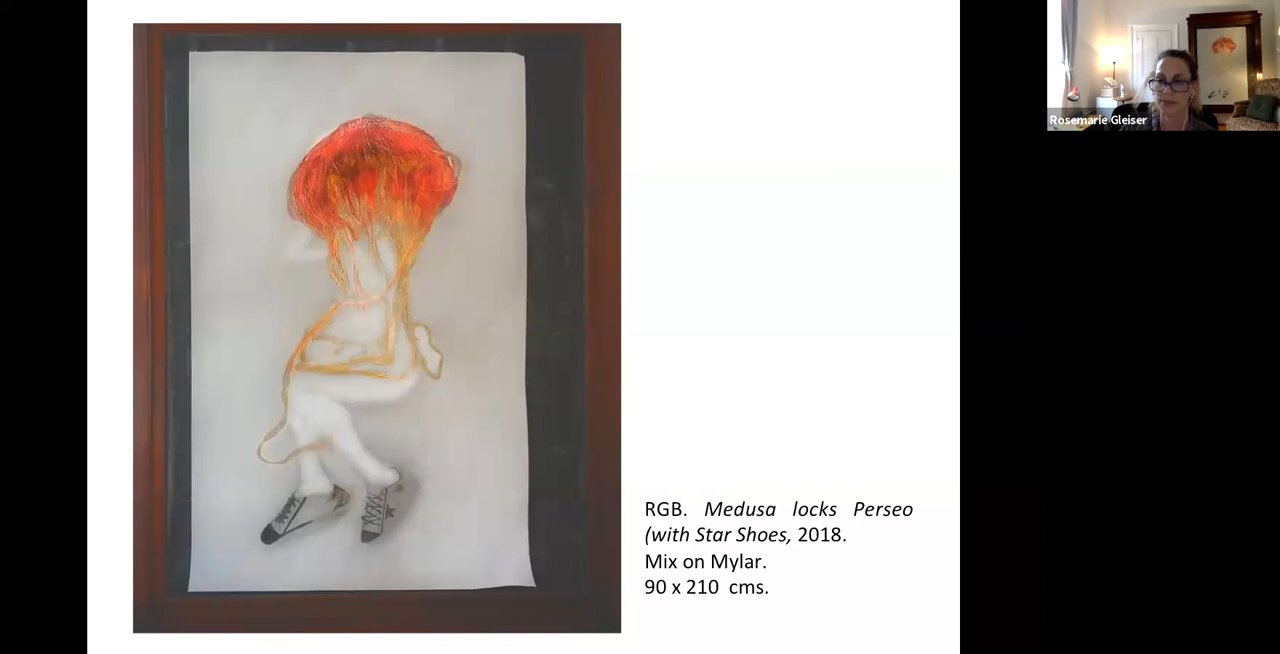 Rosemarie Gleiser
RGB. Medusa locks Perseo
(with Star Shoes, 2018.
Mix on Mylar.
90 x 210 cms.